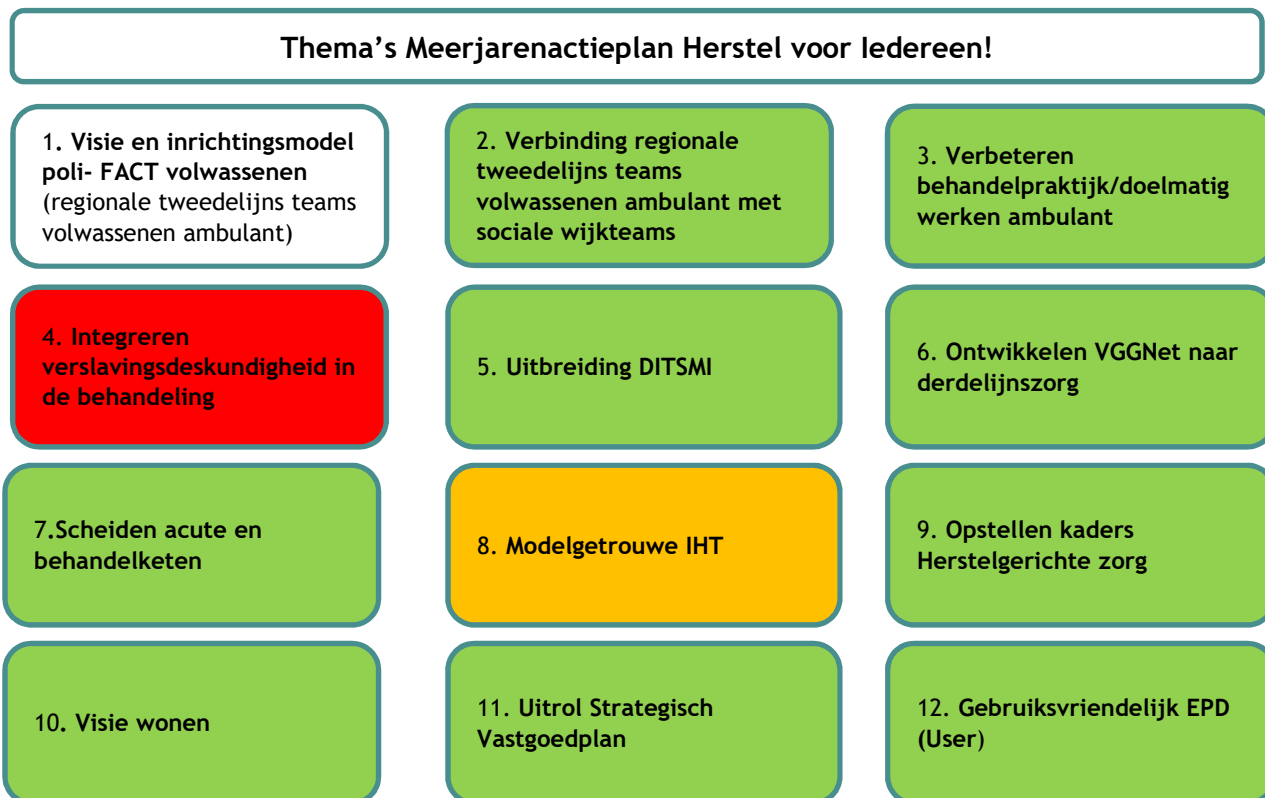 Thema's Meerjarenactieplan Herstel voor Iedereen!
1. Visie en inrichtingsmodel
poli- FACT volwassenen
(regionale tweedelijns teams
volwassenen ambulant)
2. Verbinding regionale
tweedelijns teams
volwassenen ambulant met
sociale wijkteams
3. Verbeteren
behandelpraktijk/doelmatig
werken ambulant
4. Integreren
verslavingsdeskundigheid in
de behandeling
5. Uitbreiding DITSMI
6. Ontwikkelen VGGNet naar
derdelijnszorg
7.Scheiden acute en
behandelketen
8. Modelgetrouwe IHT
9. Opstellen kaders
Herstelgerichte zorg
10. Visie wonen
11. Uitrol Strategisch
Vastgoedplan
12. Gebruiksvriendelijk EPD
(User)